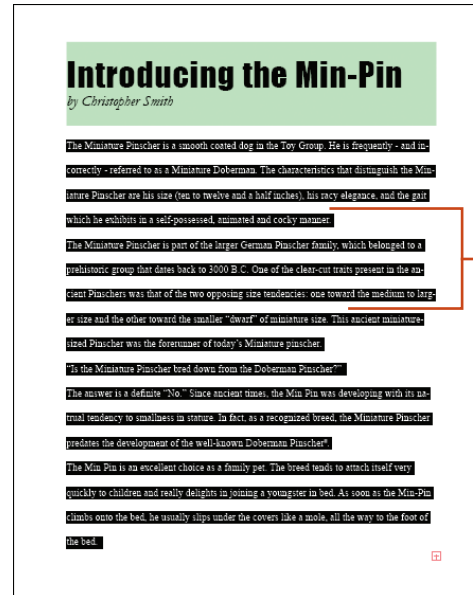 Introducing the Min-Pin
by Christopher Smith
The Miniature Pinscher is a smooth coated dog in the Toy Group. He is frequently - and in-
correctly - referred to as a Miniature Doberman. The characteristics that distinguish the Min-
iature Pinscher are his size (ten to twelve and a half inches), his racy elegance, and the gait
which he exhibits in a self-possessed, animated and cocky manner.
The Miniature Pinscher is part of the larger German Pinscher family, which belonged to a
prehistoric group that dates back to 3000 B.C. One of the clear-cut traits present in the an-
cient Pinschers was that of the two opposing size tendencies: one toward the medium to larg-
er size and the other toward the smaller “dwarf” of miniature size. This ancient miniature-
sized Pinscher was the forerunner of today’s Miniature pinscher.
“Is the Miniature Pinscher bred down from the Doberman Pinscher?”
The answer is a definite “No.” Since ancient times, the Min Pin was developing with its na-
trual tendency to smallness in stature. In fact, as a recognized breed, the Miniature Pinscher
predates the development of the well-known Doberman Pinscher*.
The Min Pin is an excellent choice as a family pet. The breed tends to attach itself very
quickly to children and really delights in joining a youngster in bed. As soon as the Min-Pin
climbs onto the bed, he usually slips under the covers like a mole, all the way to the foot of
the bed.